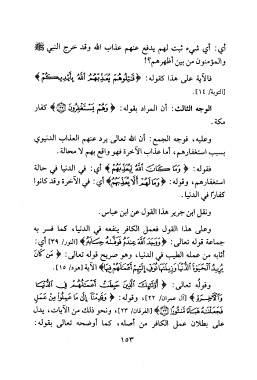 أي: أي شيء ثبت لهم يدفع عنهم عذاب الله وقد خرج النبي ﷺ
والمؤمنون من بين أظهرهم؟!
فالآية على هذا كقوله: ﴿قَٰتِلُوهُمْ يُعَذِّبْهُمُ ٱللَّهُ بِأَيْدِيكُمْ﴾
[التوبة/ ١٤].
الوجه الثالث: أن المراد بقوله: ﴿وَهُمْ يَسْتَغْفِرُونَ﴾ كفار
مكة.
وعليه، فوجه الجمع: أن الله تعالى يرد عنهم العذاب الدنيوي
بسبب استغفارهم، أما عذاب الآخرة فهو واقع بهم لا محالة.
فقوله: ﴿وَمَا كَانَ ٱللَّهُ لِيُعَذِّبَهُمْ﴾ أي: في الدنيا في حالة
استغفارهم، وقوله: ﴿وَمَا لَهُمْ أَلَّا يُعَذِّبَهُمُ﴾ أي: في الآخرة وقد كانوا
كفارًا في الدنيا.
ونقل ابن جرير هذا القول عن ابن عباس.
وعلى هذا القول فعمل الكافر ينفعه في الدنيا، كما فسر به
جماعة قوله تعالى: ﴿وَوَجَدَ ٱللَّهَ عِندَهُۥ فَوَفَّىٰهُ حِسَابَهُۥ﴾ [النور/ ٣٩] أي:
أثابه من عمله الطيب في الدنيا، وهو صريح قوله تعالى: ﴿مَن كَانَ
يُرِيدُ ٱلْحَيَوٰةَ ٱلدُّنْيَا وَزِينَتَهَا نُوَفِّ إِلَيْهِمْ أَعْمَٰلَهُمْ فِيهَا﴾ الآية [هود/ ١٥].
وقوله تعالى: ﴿أُو۟لَٰٓئِكَ ٱلَّذِينَ حَبِطَتْ أَعْمَٰلُهُمْ فِي ٱلدُّنْيَا
وَٱلْءَاخِرَةِ﴾ [آل عمران/ ٢٢]، وقوله: ﴿وَقَدِمْنَآ إِلَىٰ مَا عَمِلُوا۟ مِنْ عَمَلٍ
فَجَعَلْنَٰهُ هَبَآءً مَّنثُورًا﴾ [الفرقان/ ٢٣]، ونحو ذلك من الآيات، يدل
على بطلان عمل الكافر من أصله، كما أوضحه تعالى بقوله:
١٥٣